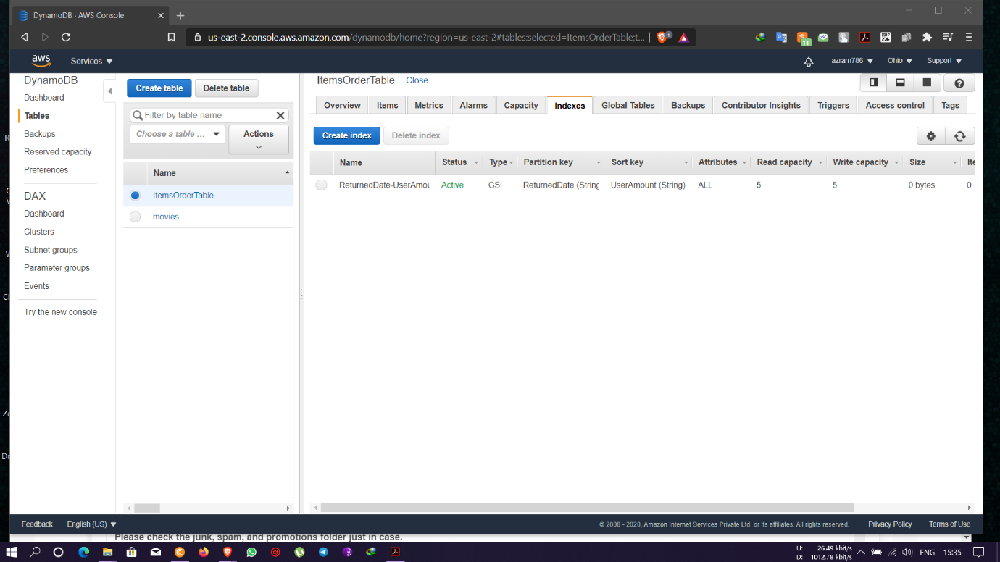 DynamoDB - AWS Console
us-east-2.console.aws.amazon.com/dynamodb/home?region=us-east-2#tables:selected=ItemsOrderTable;t...
1
11
aws
Services
azram786
Ohio
Support
DynamoDB
Dashboard
Tables
Backups
Reserved capacity
Preferences
DAX
Dashboard
Clusters
Subnet groups
Parameter groups
Events
Try the new console
Create table
Delete table
Filter by table name
Choose a table ...
Actions
Name
ItemsOrderTable
movies
ItemsOrderTable Close
Overview Items Metrics Alarms Capacity Indexes Global Tables Backups Contributor Insights Triggers Access control Tags
Create index Delete index
Name Status Type Partition key Sort key Attributes Read capacity Write capacity Size Ite
ReturnedDate-UserAmou Active GSI ReturnedDate (String UserAmount (String) ALL 5 5 0 bytes 0
Feedback English (US) © 2008 - 2020, Amazon Internet Services Private Ltd. or its affiliates. All rights reserved. Privacy Policy Terms of Use
Please check the junk, spam, and promotions folder just in case.
U: 26.49 kbit/s
D: 1012.78 kbit/s
ENG 15:35